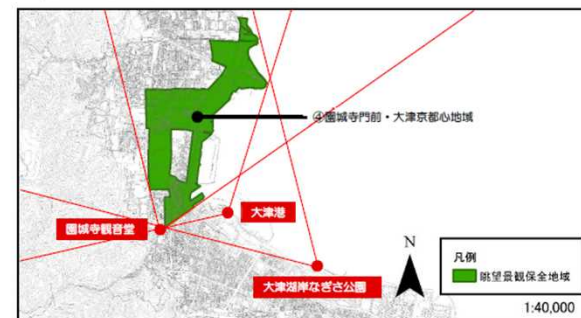 ④園城寺門前・大津京都心地域
大津港
園城寺観音堂
大津湖岸なぎさ公園
N
凡例
眺望景観保全地域
1:40,000